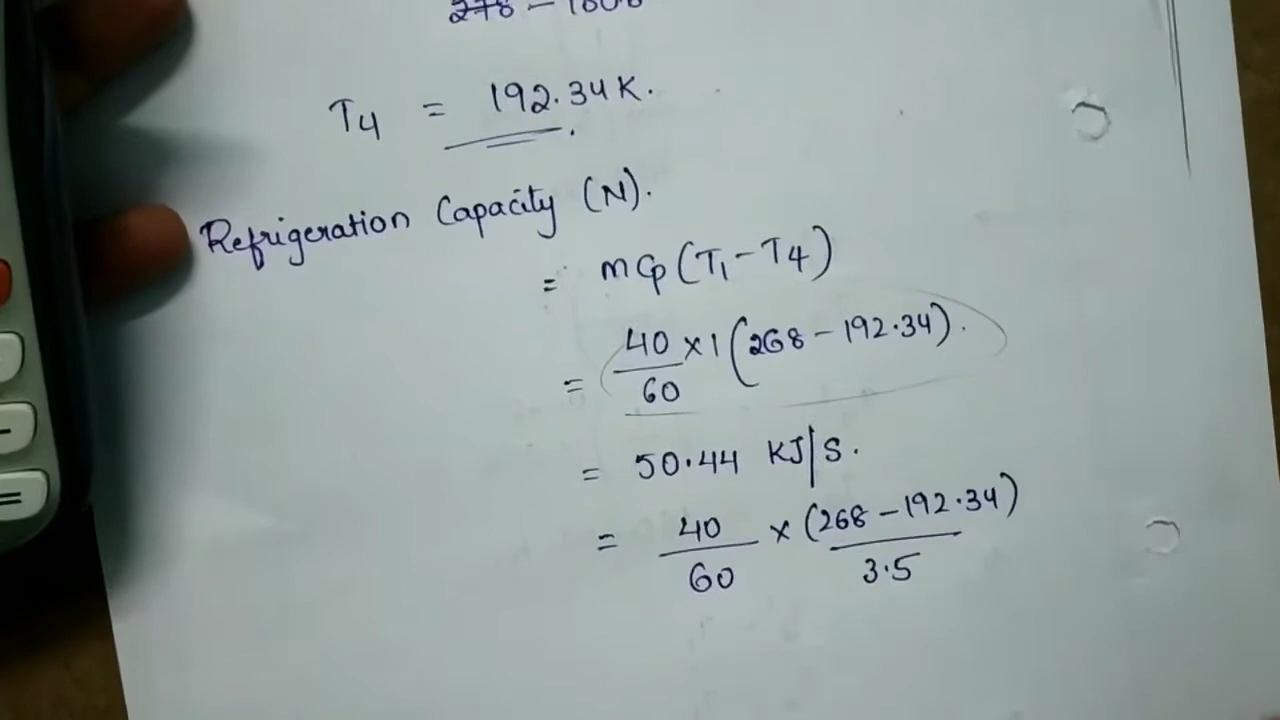 T4 = 192.34K.
Refrigeration Capacity (N).
= mCp(T1-T4)
= 40/60 ×1(268-192.34).
= 50.44 KJ/S.
= 40/60 × (268-192.34)/3.5